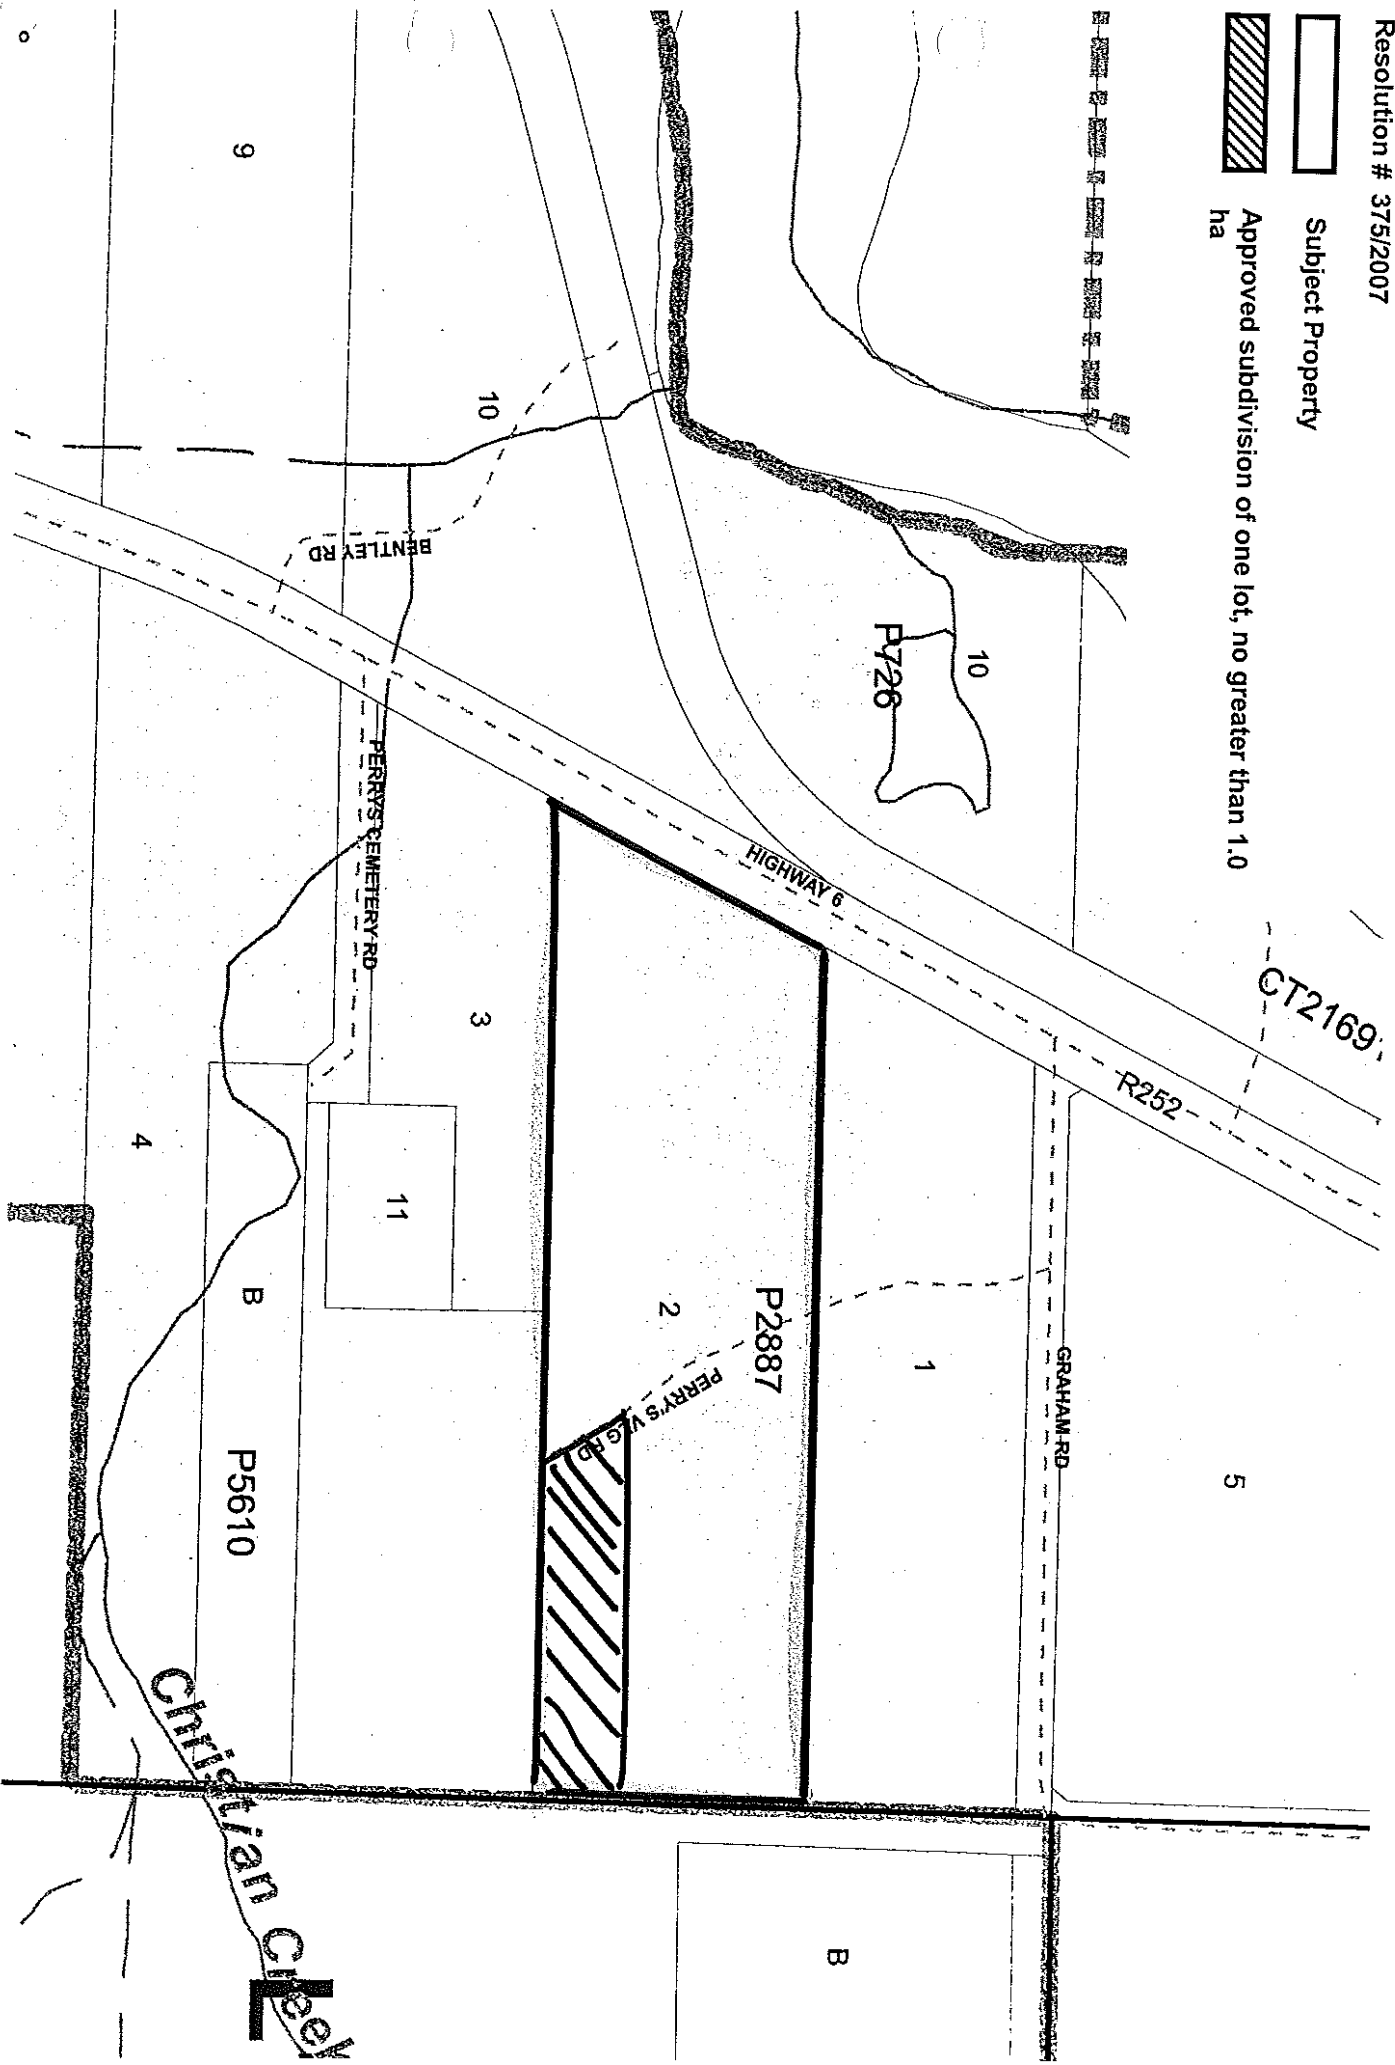 Resolution # 375/2007
Subject Property
Approved subdivision of one lot, no greater than 1.0
ha
CT2169
R252
HIGHWAY 6
10
P726
GRAHAM RD
5
1
P2887
2
PERRY'S VLG RD
10
BENTLEY RD
9
PERRYS CEMETERY RD
3
11
4
B
P5610
B
Christian Creek
L